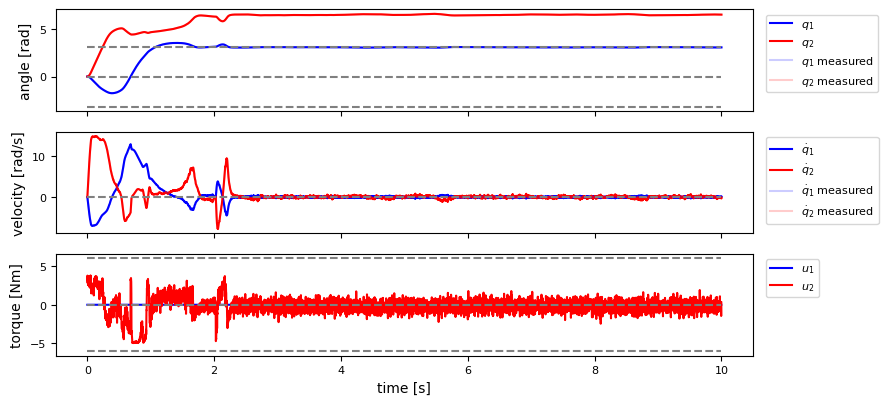 angle [rad]
5
0
q₁
q₂
q₁ measured
q₂ measured
velocity [rad/s]
10
0
q̇₁
q̇₂
q̇₁ measured
q̇₂ measured
torque [Nm]
5
0
−5
u₁
u₂
0
2
4
6
8
10
time [s]